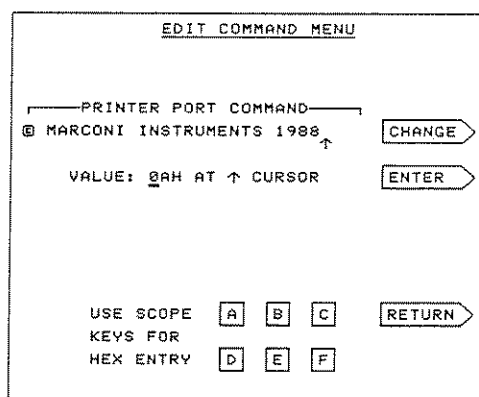 EDIT COMMAND MENU
PRINTER PORT COMMAND
© MARCONI INSTRUMENTS 1988↑ CHANGE
VALUE: 0AH AT ↑ CURSOR ENTER
USE SCOPE A B C RETURN
KEYS FOR
HEX ENTRY D E F